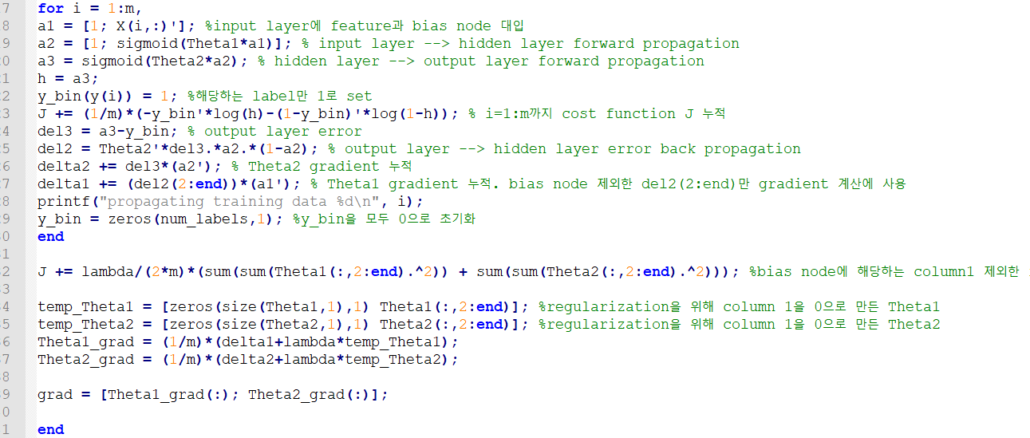 7 for i = 1:m,
8 a1 = [1; X(i,:)']; %input layer에 feature과 bias node 대입
9 a2 = [1; sigmoid(Theta1*a1)]; % input layer --> hidden layer forward propagation
0 a3 = sigmoid(Theta2*a2); % hidden layer --> output layer forward propagation
1 h = a3;
2 y_bin(y(i)) = 1; %해당하는 label만 1로 set
3 J += (1/m)*(-y_bin'*log(h)-(1-y_bin)'*log(1-h)); % i=1:m까지 cost function J 누적
4 del3 = a3-y_bin; % output layer error
5 del2 = Theta2'*del3.*a2.*(1-a2); % output layer --> hidden layer error back propagation
6 delta2 += del3*(a2'); % Theta2 gradient 누적
7 delta1 += (del2(2:end))*(a1'); % Theta1 gradient 누적. bias node 제외한 del2(2:end)만 gradient 계산에 사용
8 printf("propagating training data %d\n", i);
9 y_bin = zeros(num_labels,1); %y_bin을 모두 0으로 초기화
0 end
1
2 J += lambda/(2*m)*(sum(sum(Theta1(:,2:end).^2)) + sum(sum(Theta2(:,2:end).^2))); %bias node에 해당하는 column1 제외한
3
4 temp_Theta1 = [zeros(size(Theta1,1),1) Theta1(:,2:end)]; %regularization을 위해 column 1을 0으로 만든 Theta1
5 temp_Theta2 = [zeros(size(Theta2,1),1) Theta2(:,2:end)]; %regularization을 위해 column 1을 0으로 만든 Theta2
6 Theta1_grad = (1/m)*(delta1+lambda*temp_Theta1);
7 Theta2_grad = (1/m)*(delta2+lambda*temp_Theta2);
8
9 grad = [Theta1_grad(:); Theta2_grad(:)];
0
1 end